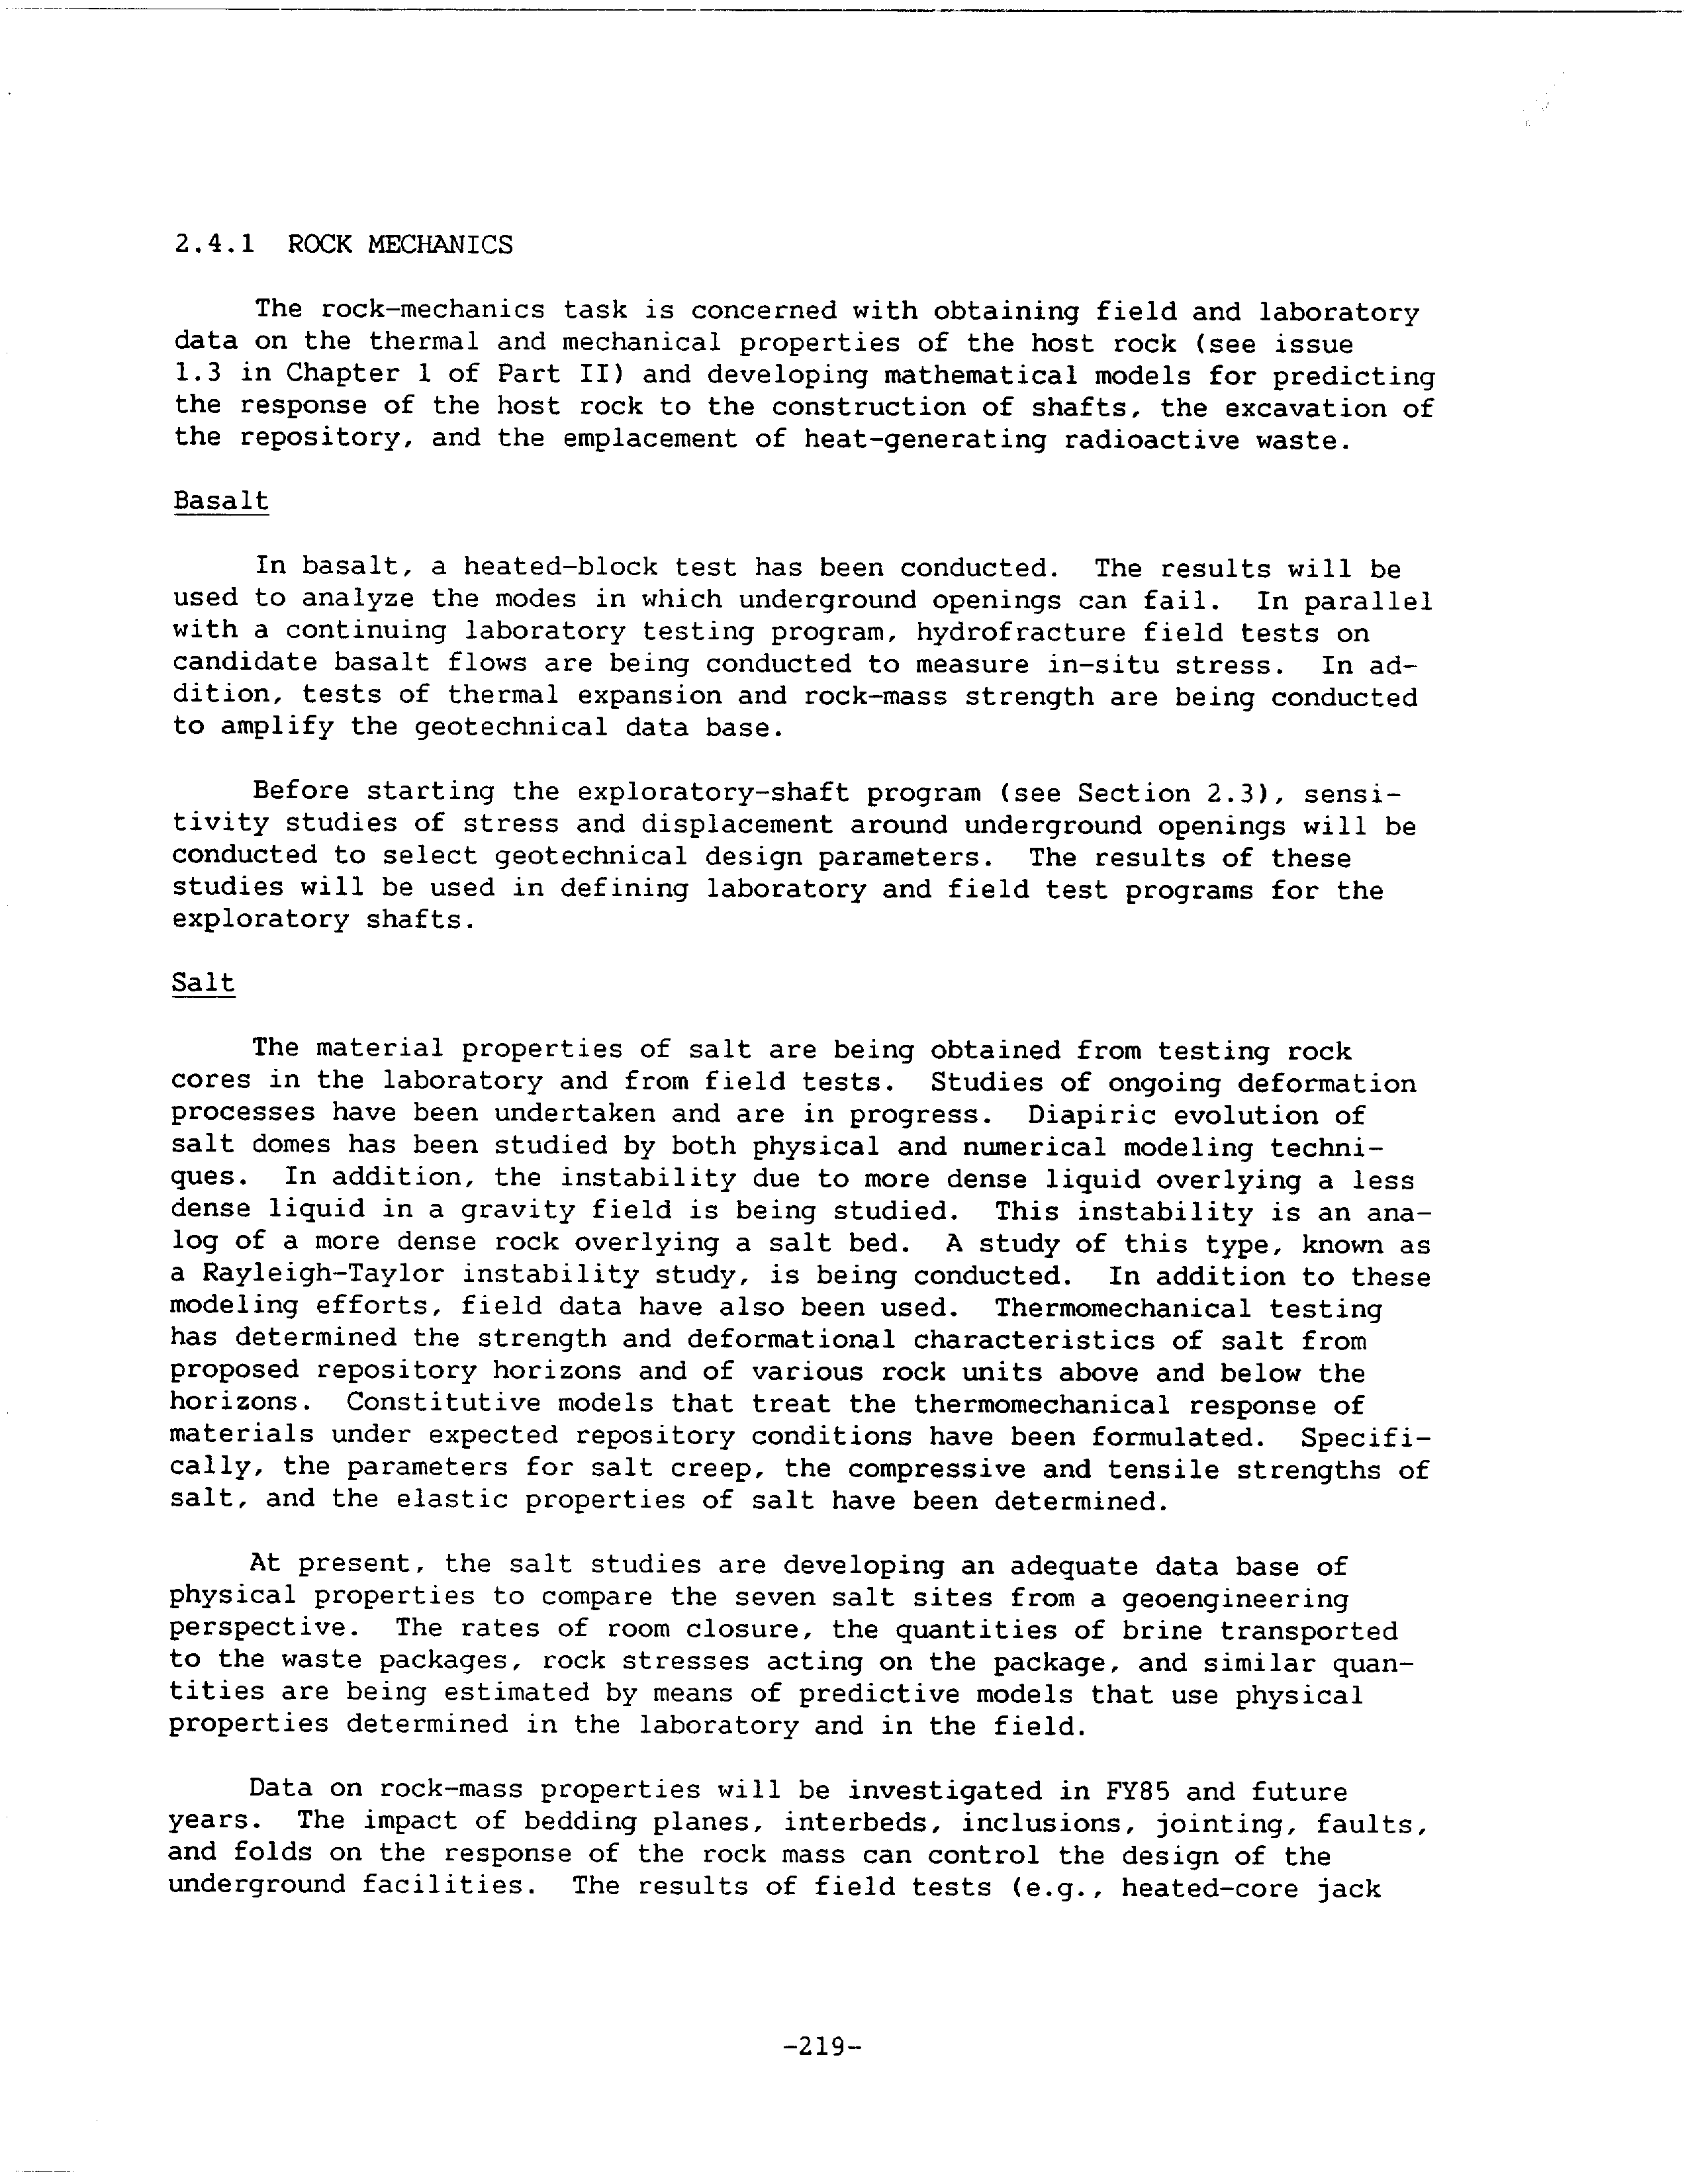 2.4.1 ROCK MECHANICS
The rock-mechanics task is concerned with obtaining field and laboratory
data on the thermal and mechanical properties of the host rock (see issue
1.3 in Chapter 1 of Part II) and developing mathematical models for predicting
the response of the host rock to the construction of shafts, the excavation of
the repository, and the emplacement of heat-generating radioactive waste.
Basalt
In basalt, a heated-block test has been conducted. The results will be
used to analyze the modes in which underground openings can fail. In parallel
with a continuing laboratory testing program, hydrofracture field tests on
candidate basalt flows are being conducted to measure in-situ stress. In ad-
dition, tests of thermal expansion and rock-mass strength are being conducted
to amplify the geotechnical data base.
Before starting the exploratory-shaft program (see Section 2.3), sensi-
tivity studies of stress and displacement around underground openings will be
conducted to select geotechnical design parameters. The results of these
studies will be used in defining laboratory and field test programs for the
exploratory shafts.
Salt
The material properties of salt are being obtained from testing rock
cores in the laboratory and from field tests. Studies of ongoing deformation
processes have been undertaken and are in progress. Diapiric evolution of
salt domes has been studied by both physical and numerical modeling techni-
ques. In addition, the instability due to more dense liquid overlying a less
dense liquid in a gravity field is being studied. This instability is an ana-
log of a more dense rock overlying a salt bed. A study of this type, known as
a Rayleigh-Taylor instability study, is being conducted. In addition to these
modeling efforts, field data have also been used. Thermomechanical testing
has determined the strength and deformational characteristics of salt from
proposed repository horizons and of various rock units above and below the
horizons. Constitutive models that treat the thermomechanical response of
materials under expected repository conditions have been formulated. Specifi-
cally, the parameters for salt creep, the compressive and tensile strengths of
salt, and the elastic properties of salt have been determined.
At present, the salt studies are developing an adequate data base of
physical properties to compare the seven salt sites from a geoengineering
perspective. The rates of room closure, the quantities of brine transported
to the waste packages, rock stresses acting on the package, and similar quan-
tities are being estimated by means of predictive models that use physical
properties determined in the laboratory and in the field.
Data on rock-mass properties will be investigated in FY85 and future
years. The impact of bedding planes, interbeds, inclusions, jointing, faults,
and folds on the response of the rock mass can control the design of the
underground facilities. The results of field tests (e.g., heated-core jack
-219-